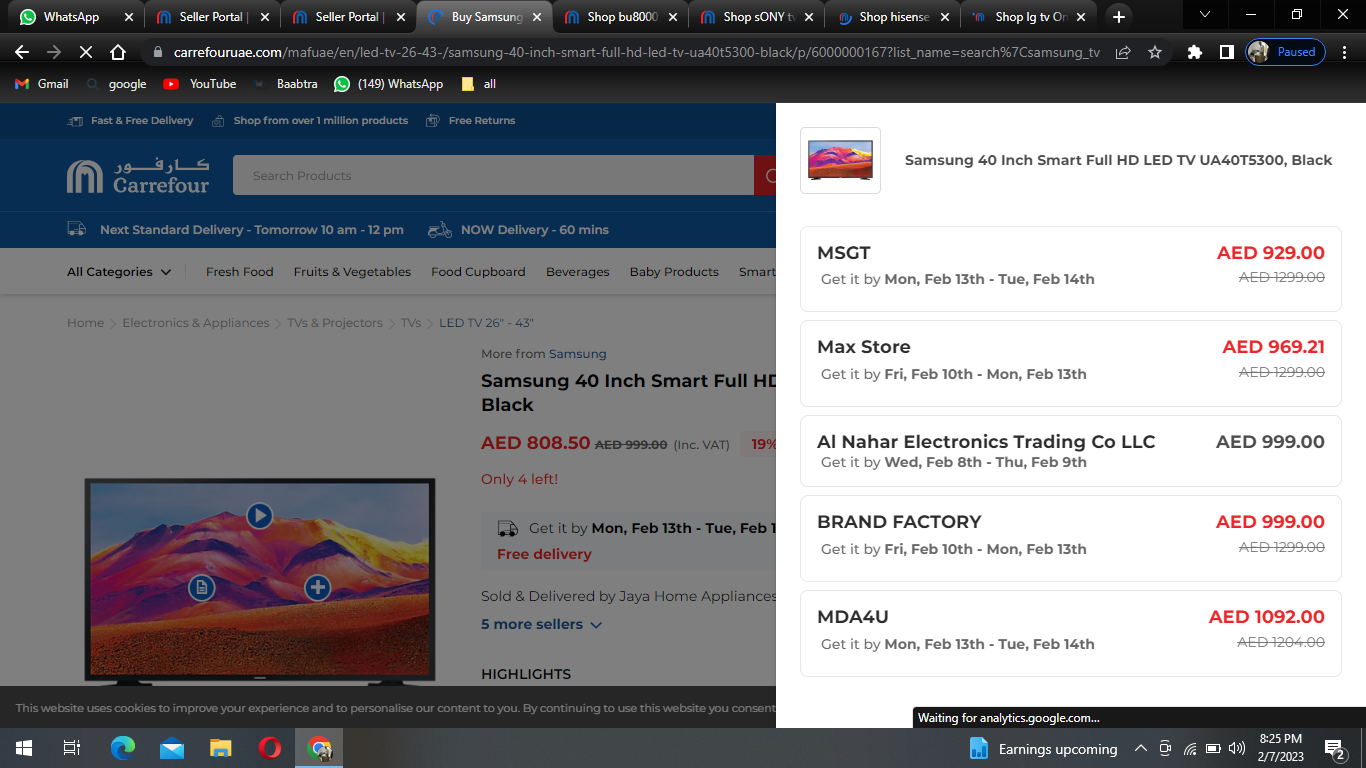 WhatsApp
Seller Portal |
Seller Portal |
Buy Samsung
Shop bu8000
Shop sONY tv
Shop hisense
Shop lg tv On
carrefouruae.com/mafuae/en/led-tv-26-43-/samsung-40-inch-smart-full-hd-led-tv-ua40t5300-black/p/6000000167?list_name=search%7Csamsung_tv
Paused
Gmail
google
YouTube
Baabtra
(149) WhatsApp
all
Fast & Free Delivery
Shop from over 1 million products
Free Returns
كارفور
Carrefour
Search Products
Next Standard Delivery - Tomorrow 10 am - 12 pm
NOW Delivery - 60 mins
All Categories
Fresh Food
Fruits & Vegetables
Food Cupboard
Beverages
Baby Products
Smart
Home > Electronics & Appliances > TVs & Projectors > TVs > LED TV 26" - 43"
More from Samsung
Samsung 40 Inch Smart Full HD
Black
AED 808.50 AED 999.00 (Inc. VAT) 19%
Only 4 left!
Get it by Mon, Feb 13th - Tue, Feb 1
Free delivery
Sold & Delivered by Jaya Home Appliances
5 more sellers
HIGHLIGHTS
This website uses cookies to improve your experience and to personalise our content to you. By continuing to use this website you consent
Samsung 40 Inch Smart Full HD LED TV UA40T5300, Black
MSGT
AED 929.00
Get it by Mon, Feb 13th - Tue, Feb 14th
AED 1299.00
Max Store
AED 969.21
Get it by Fri, Feb 10th - Mon, Feb 13th
AED 1299.00
Al Nahar Electronics Trading Co LLC
AED 999.00
Get it by Wed, Feb 8th - Thu, Feb 9th
BRAND FACTORY
AED 999.00
Get it by Fri, Feb 10th - Mon, Feb 13th
AED 1299.00
MDA4U
AED 1092.00
Get it by Mon, Feb 13th - Tue, Feb 14th
AED 1204.00
Waiting for analytics.google.com...
Earnings upcoming
8:25 PM
2/7/2023
2